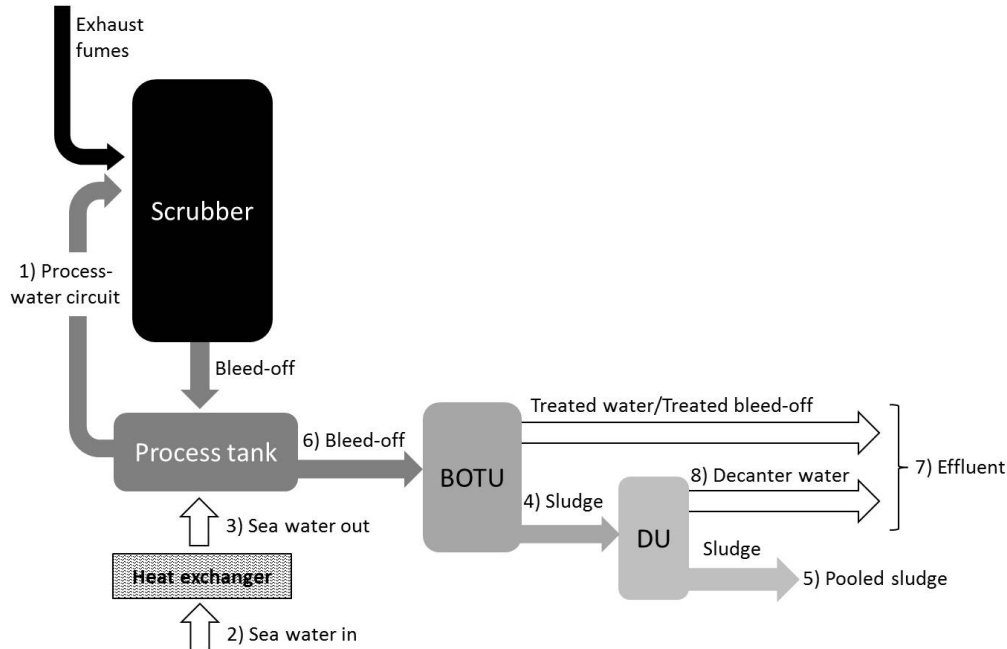 Exhaust
fumes
Scrubber
1) Process-
water circuit
Bleed-off
Process tank
6) Bleed-off
BOTU
Treated water/Treated bleed-off
8) Decanter water
7) Effluent
4) Sludge
DU
Sludge
5) Pooled sludge
3) Sea water out
Heat exchanger
2) Sea water in